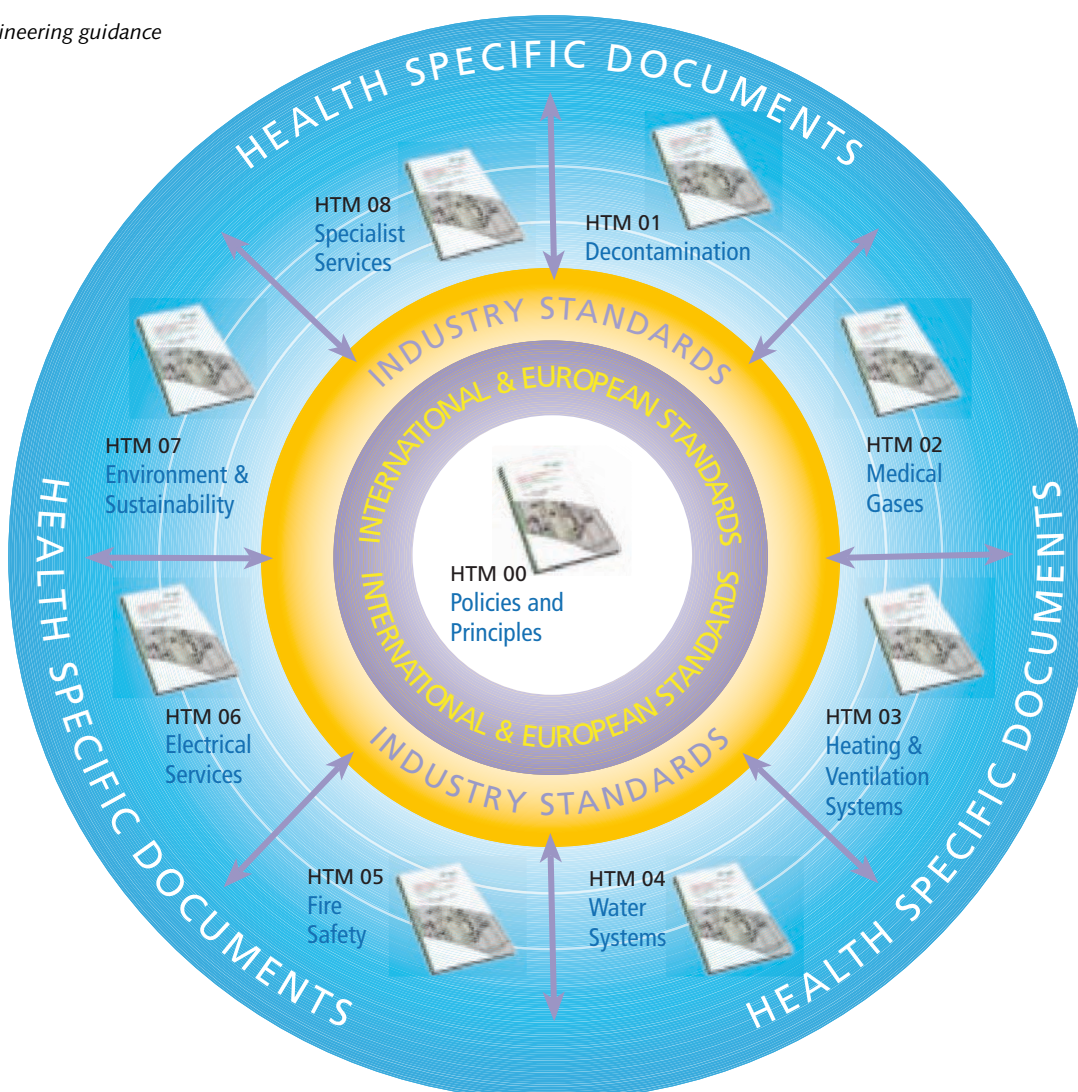 ineering guidance
HEALTH SPECIFIC DOCUMENTS
HTM 08
Specialist
Services
HTM 01
Decontamination
INDUSTRY STANDARDS
INTERNATIONAL & EUROPEAN STANDARDS
HTM 07
Environment &
Sustainability
HTM 02
Medical
Gases
HTM 00
Policies and
Principles
HEALTH SPECIFIC DOCUMENTS
HEALTH SPECIFIC DOCUMENTS
INTERNATIONAL & EUROPEAN STANDARDS
INDUSTRY STANDARDS
HTM 06
Electrical
Services
HTM 03
Heating &
Ventilation
Systems
HTM 05
Fire
Safety
HTM 04
Water
Systems